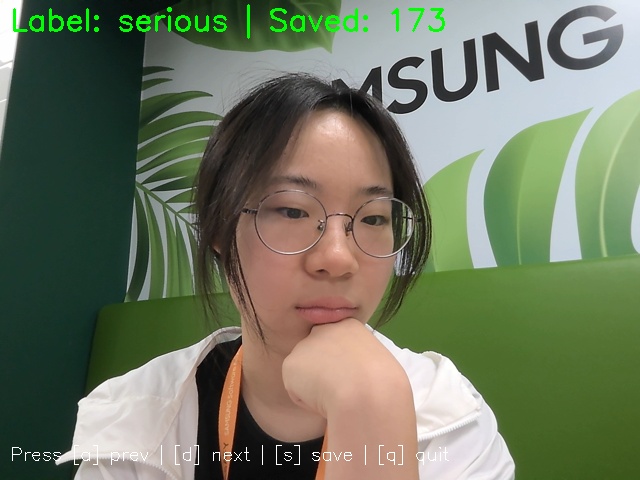 Label: serious | Saved: 173
MSUNG
Press [a] prev | [d] next | [s] save | [q] quit